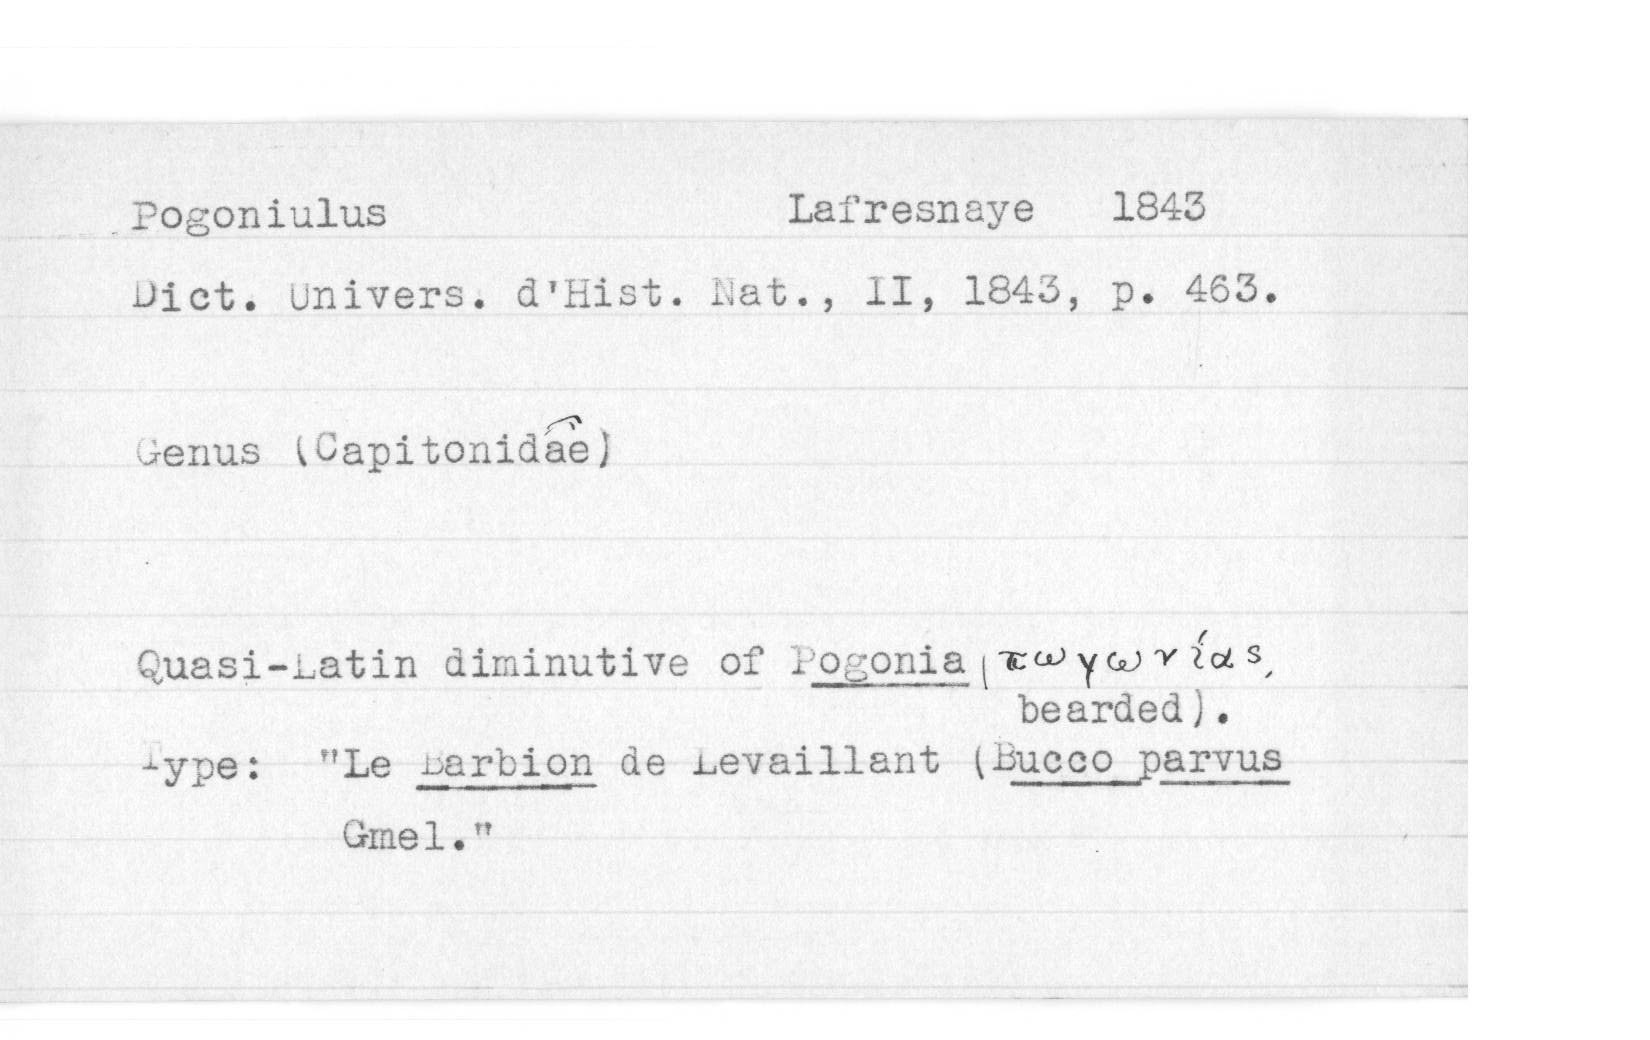 Pogoniulus Lafresnaye 1843
Dict. Univers. d'Hist. Nat., II, 1843, p. 463.
Genus (Capitonidae)
Quasi-Latin diminutive of Pogonia (πωγωνίας,
bearded).
Type: "Le Barbion de Levaillant (Bucco parvus
Gmel."